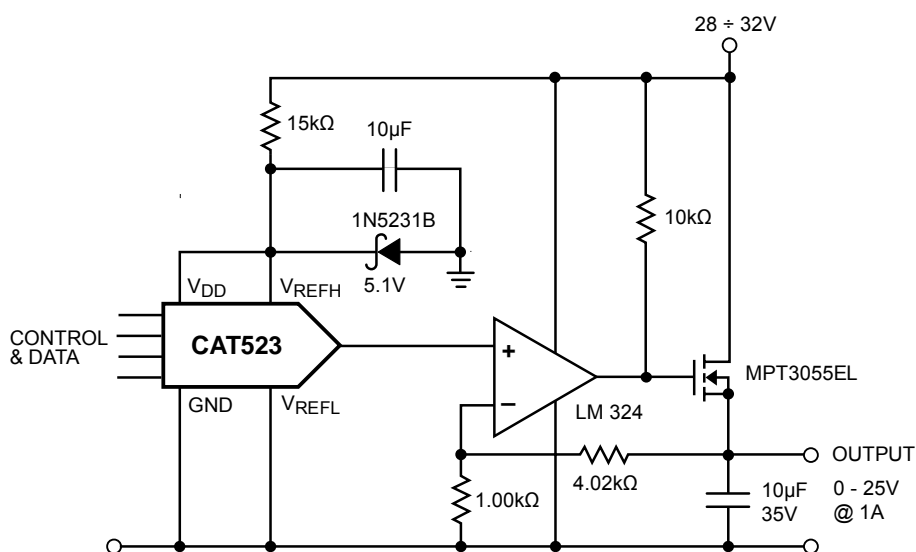 28 ÷ 32V
15kΩ
10µF
1N5231B
5.1V
10kΩ
VDD
VREFH
CONTROL
& DATA
CAT523
GND
VREFL
+
−
LM 324
MPT3055EL
4.02kΩ
1.00kΩ
10µF
35V
OUTPUT
0 - 25V
@ 1A